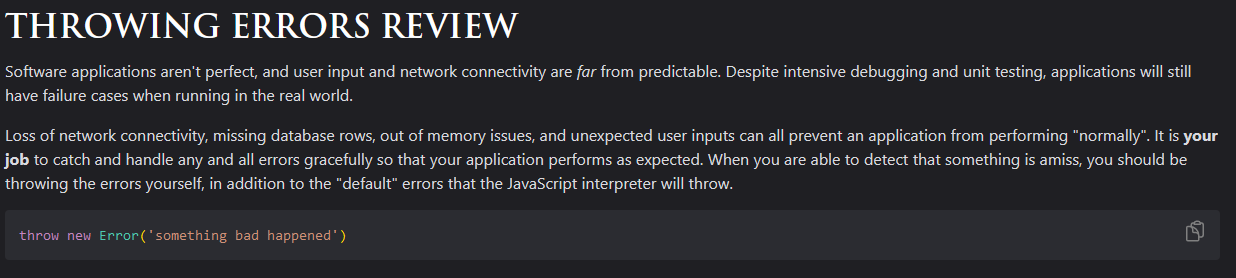 THROWING ERRORS REVIEW
Software applications aren't perfect, and user input and network connectivity are far from predictable. Despite intensive debugging and unit testing, applications will still
have failure cases when running in the real world.
Loss of network connectivity, missing database rows, out of memory issues, and unexpected user inputs can all prevent an application from performing "normally". It is your
job to catch and handle any and all errors gracefully so that your application performs as expected. When you are able to detect that something is amiss, you should be
throwing the errors yourself, in addition to the "default" errors that the JavaScript interpreter will throw.
throw new Error('something bad happened')